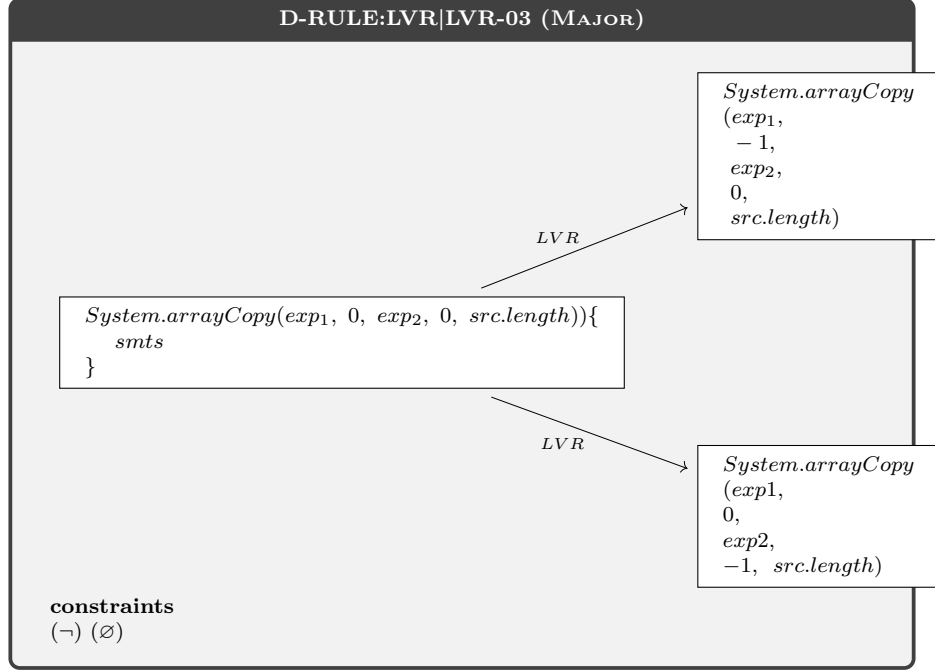 D-RULE:LVR|LVR-03 (MAJOR)
System.arrayCopy
(exp₁,
− 1,
exp₂,
0,
src.length)
LVR
System.arrayCopy(exp₁, 0, exp₂, 0, src.length)){
smts
}
LVR
System.arrayCopy
(exp1,
0,
exp2,
−1, src.length)
constraints
(¬) (∅)